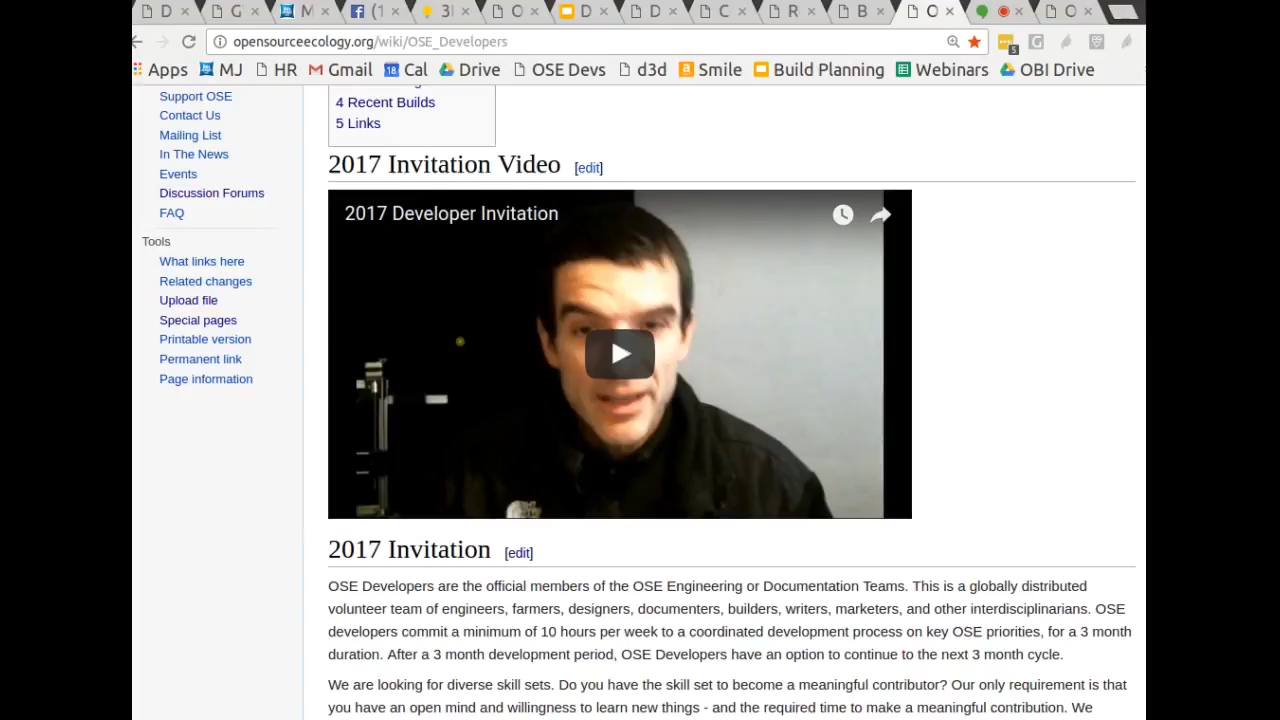 D G M (1 3 O D D C R B O O
opensourceecology.org/wiki/OSE_Developers
5 G
Apps MJ HR Gmail 18 Cal Drive OSE Devs d3d a Smile Build Planning Webinars OBI Drive
Support OSE
Contact Us
Mailing List
In The News
Events
Discussion Forums
FAQ
Tools
What links here
Related changes
Upload file
Special pages
Printable version
Permanent link
Page information
4 Recent Builds
5 Links
2017 Invitation Video [edit]
2017 Developer Invitation
2017 Invitation [edit]
OSE Developers are the official members of the OSE Engineering or Documentation Teams. This is a globally distributed
volunteer team of engineers, farmers, designers, documenters, builders, writers, marketers, and other interdisciplinarians. OSE
developers commit a minimum of 10 hours per week to a coordinated development process on key OSE priorities, for a 3 month
duration. After a 3 month development period, OSE Developers have an option to continue to the next 3 month cycle.
We are looking for diverse skill sets. Do you have the skill set to become a meaningful contributor? Our only requirement is that
you have an open mind and willingness to learn new things - and the required time to make a meaningful contribution. We